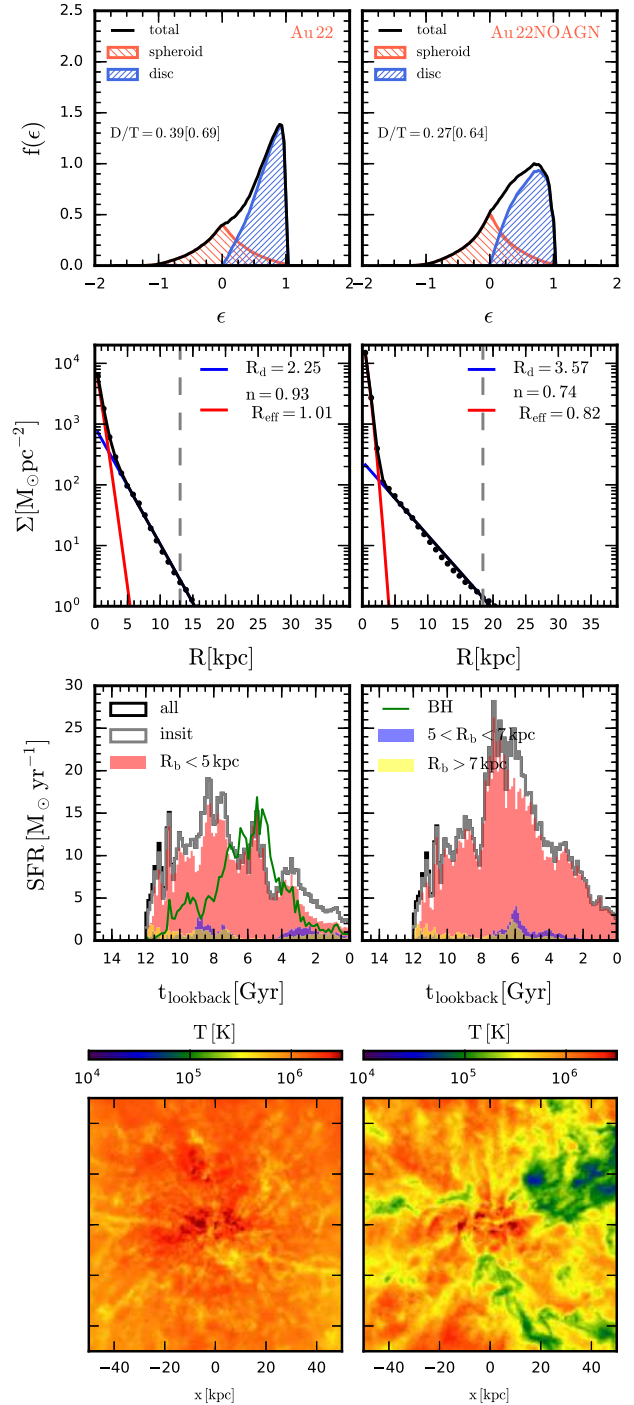 2.5
2.0
1.5
1.0
0.5
0.0
f(ϵ)
total
spheroid
disc
Au 22
D/T = 0.39[0.69]
−2 −1 0 1 2
ϵ
total
spheroid
disc
Au 22NOAGN
D/T = 0.27[0.64]
−2 −1 0 1 2
ϵ
10⁴
10³
10²
10¹
10⁰
Σ[M⊙pc⁻²]
R_d = 2.25
n = 0.93
R_eff = 1.01
0 5 10 15 20 25 30 35
R[kpc]
R_d = 3.57
n = 0.74
R_eff = 0.82
0 5 10 15 20 25 30 35
R[kpc]
30
25
20
15
10
5
0
SFR [M⊙ yr⁻¹]
all
insit
R_b < 5 kpc
14 12 10 8 6 4 2 0
t_lookback [Gyr]
BH
5 < R_b < 7 kpc
R_b > 7 kpc
14 12 10 8 6 4 2 0
t_lookback [Gyr]
T [K]
10⁴ 10⁵ 10⁶
−40 −20 0 20 40
x [kpc]
T [K]
10⁴ 10⁵ 10⁶
−40 −20 0 20 40
x [kpc]